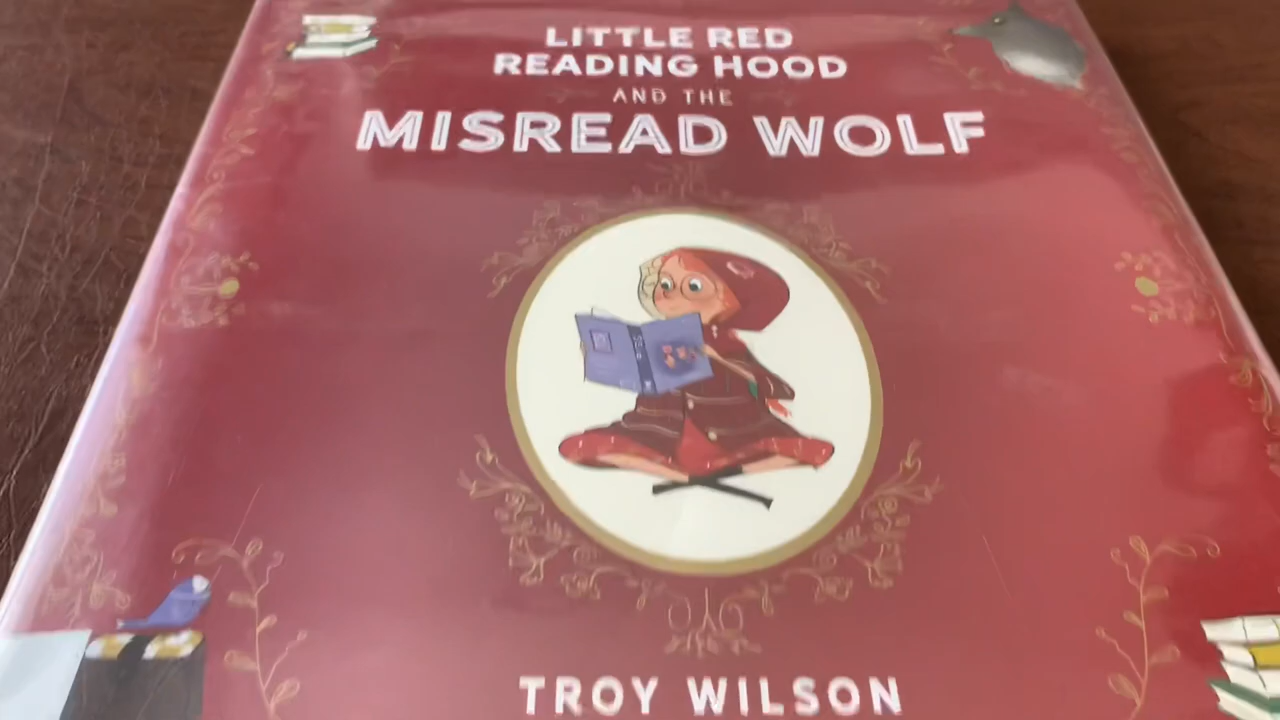 LITTLE RED
READING HOOD
AND THE
MISREAD WOLF
TROY WILSON